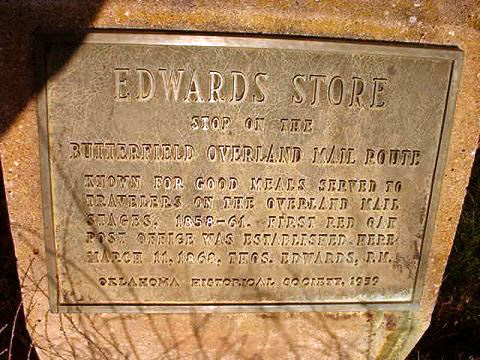 EDWARDS STORE
STOP ON THE
BUTTERFIELD OVERLAND MAIL ROUTE
KNOWN FOR GOOD MEALS SERVED TO
TRAVELERS ON THE OVERLAND MAIL
STAGES, 1858-61. FIRST RED OAK
POST OFFICE WAS ESTABLISHED HERE
MARCH 11, 1868, THOS. EDWARDS, P.M.
OKLAHOMA HISTORICAL SOCIETY, 1959